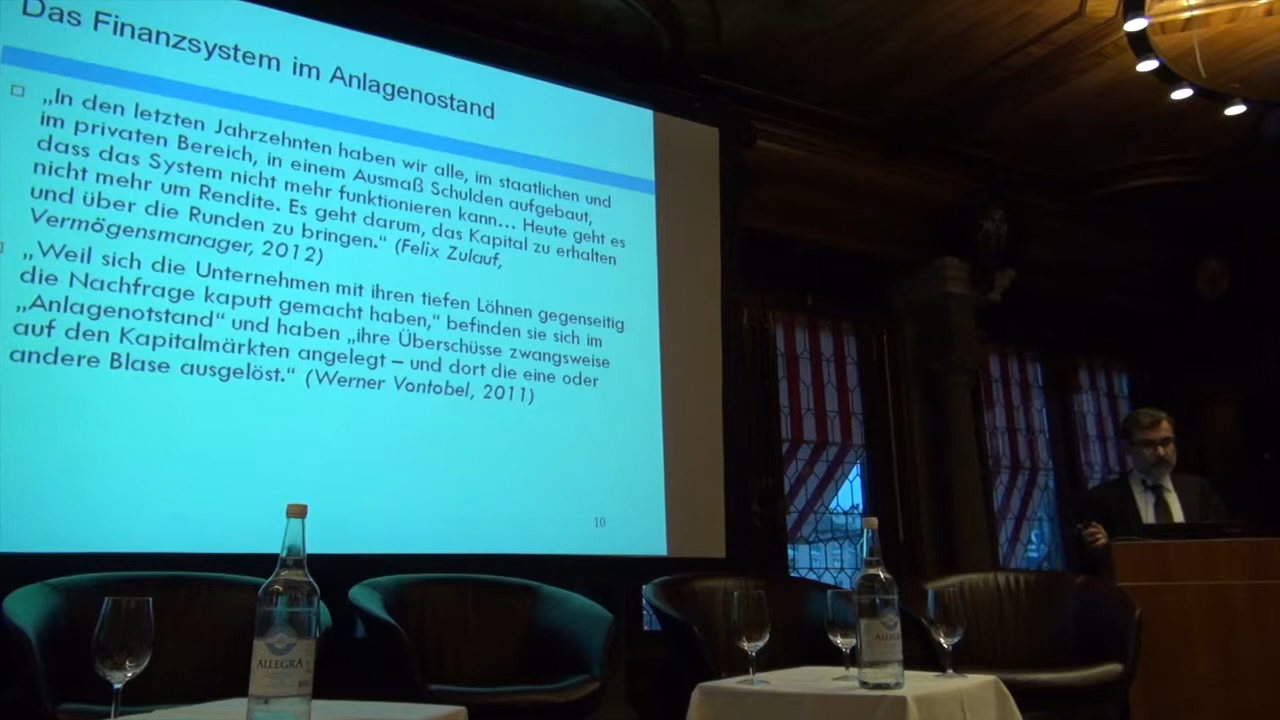 Das Finanzsystem im Anlagenostand
„In den letzten Jahrzehnten haben wir alle, im staatlichen und
im privaten Bereich, in einem Ausmaß Schulden aufgebaut,
dass das System nicht mehr funktionieren kann... Heute geht es
nicht mehr um Rendite. Es geht darum, das Kapital zu erhalten
und über die Runden zu bringen.“ (Felix Zulauf,
Vermögensmanager, 2012)
„Weil sich die Unternehmen mit ihren tiefen Löhnen gegenseitig
die Nachfrage kaputt gemacht haben,“ befinden sie sich im
„Anlagenotstand“ und haben „ihre Überschüsse zwangsweise
auf den Kapitalmärkten angelegt – und dort die eine oder
andere Blase ausgelöst.“ (Werner Vontobel, 2011)
10
ALLEGRA
ALLEGRA